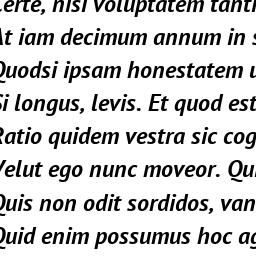 Certe, nisi voluptatem tanti
At iam decimum annum in s
Quodsi ipsam honestatem u
Si longus, levis. Et quod est
Ratio quidem vestra sic cog
Velut ego nunc moveor. Qui
Quis non odit sordidos, van
Quid enim possumus hoc ag